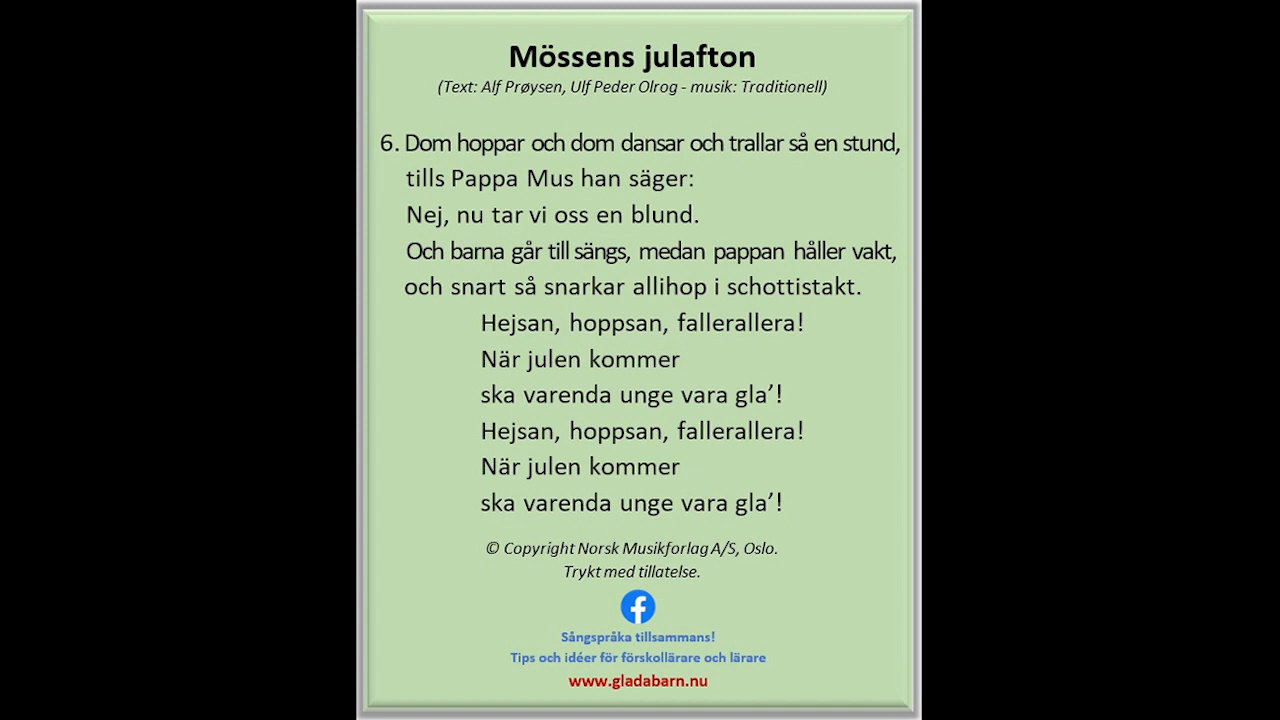 Mössens julafton
(Text: Alf Prøysen, Ulf Peder Olrog - musik: Traditionell)
6. Dom hoppar och dom dansar och trallar så en stund,
tills Pappa Mus han säger:
Nej, nu tar vi oss en blund.
Och barna går till sängs, medan pappan håller vakt,
och snart så snarkar allihop i schottistakt.
Hejsan, hoppsan, fallerallera!
När julen kommer
ska varenda unge vara gla’!
Hejsan, hoppsan, fallerallera!
När julen kommer
ska varenda unge vara gla’!
© Copyright Norsk Musikforlag A/S, Oslo.
Trykt med tillatelse.
Sångspråka tillsammans!
Tips och idéer för förskollärare och lärare
www.gladabarn.nu